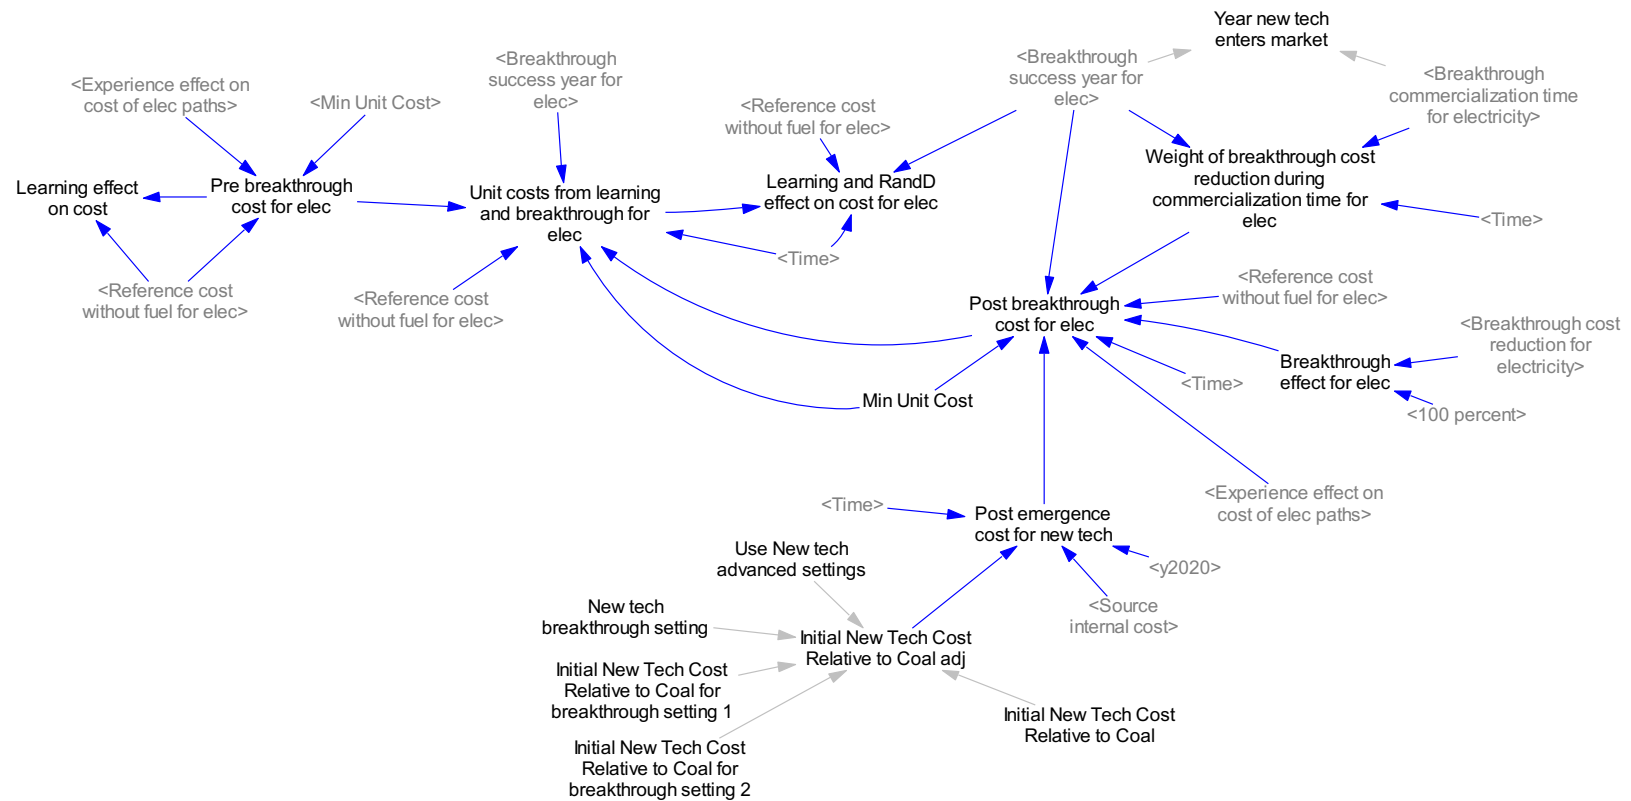 Year new tech
enters market
<Breakthrough
success year for
elec>
<Breakthrough
success year for
elec>
<Experience effect on
cost of elec paths>
<Min Unit Cost>
<Reference cost
without fuel for elec>
<Breakthrough
commercialization time
for electricity>
Learning effect
on cost
Pre breakthrough
cost for elec
Unit costs from learning
and breakthrough for
elec
Learning and RandD
effect on cost for elec
Weight of breakthrough cost
reduction during
commercialization time for
elec
<Time>
<Time>
<Reference cost
without fuel for elec>
<Reference cost
without fuel for elec>
<Reference cost
without fuel for elec>
Post breakthrough
cost for elec
<Breakthrough cost
reduction for
electricity>
Breakthrough
effect for elec
<Time>
Min Unit Cost
<100 percent>
<Experience effect on
cost of elec paths>
<Time>
Post emergence
cost for new tech
Use New tech
advanced settings
<y2020>
<Source
internal cost>
New tech
breakthrough setting
Initial New Tech Cost
Relative to Coal adj
Initial New Tech Cost
Relative to Coal for
breakthrough setting 1
Initial New Tech Cost
Relative to Coal
Initial New Tech Cost
Relative to Coal for
breakthrough setting 2